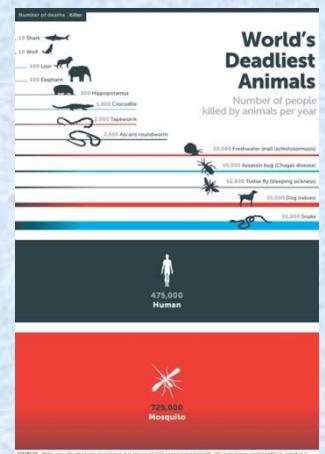 Number of deaths : Killer
World's
Deadliest
Animals
Number of people
killed by animals per year
10 Shark
10 Wolf
100 Lion
100 Elephant
500 Hippopotamus
1,000 Crocodile
2,000 Tapeworm
2,500 Ascaris roundworm
10,000 Freshwater snail (schistosomiasis)
10,000 Assassin bug (Chagas disease)
10,000 Tsetse fly (sleeping sickness)
25,000 Dog (rabies)
50,000 Snake
475,000
Human
725,000
Mosquito
SOURCES